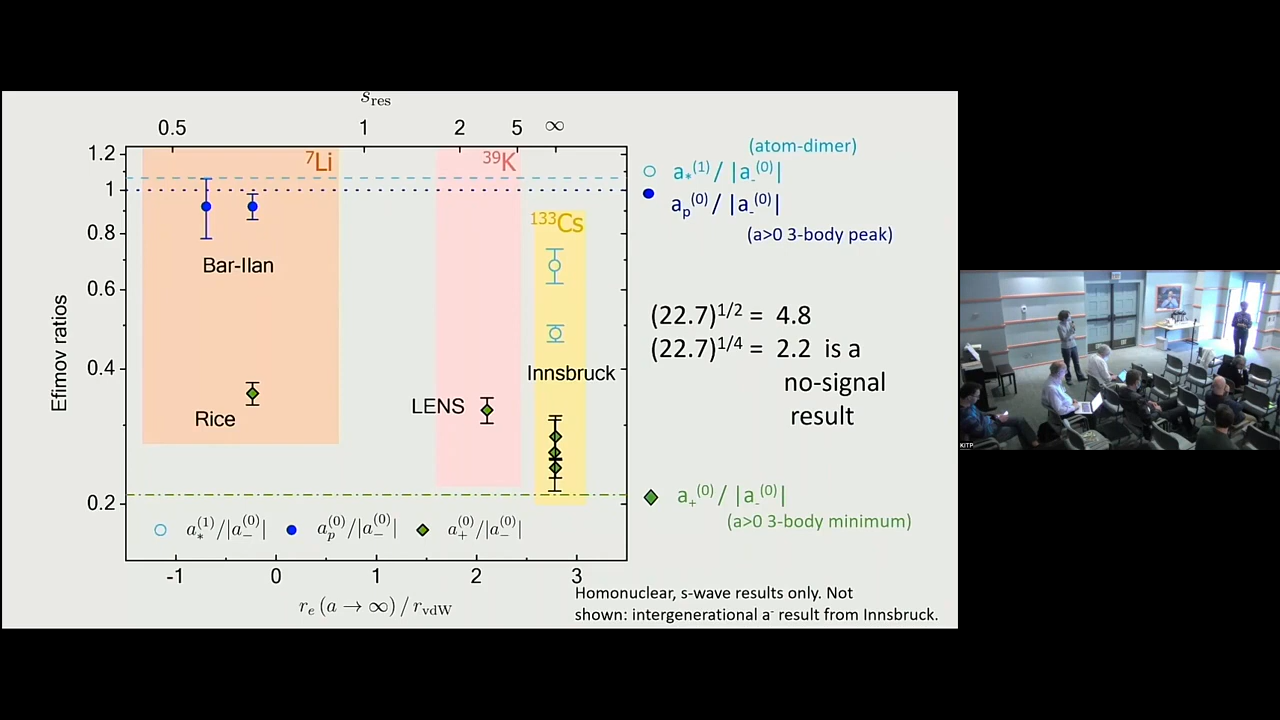 s_res
0.5 1 2 5 ∞
1.2
1
0.8
0.6
0.4
0.2
Efimov ratios
⁷Li
³⁹K
¹³³Cs
Bar-Ilan
Rice
LENS
Innsbruck
a_*^(1)/|a_-^(0)| a_p^(0)/|a_-^(0)| a_+^(0)/|a_-^(0)|
-1 0 1 2 3
r_e (a → ∞) / r_vdW
(atom-dimer)
a_*^(1) / |a_-^(0)|
a_p^(0) / |a_-^(0)|
(a>0 3-body peak)
(22.7)^1/2 = 4.8
(22.7)^1/4 = 2.2 is a
no-signal
result
a_+^(0) / |a_-^(0)|
(a>0 3-body minimum)
Homonuclear, s-wave results only. Not
shown: intergenerational a⁻ result from Innsbruck.
KITP